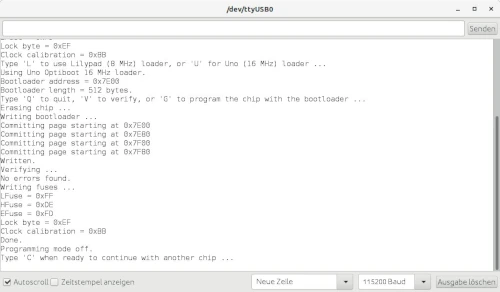 /dev/ttyUSB0
Senden
Lock byte = 0xEF
Clock calibration = 0xBB
Type 'L' to use Lilypad (8 MHz) loader, or 'U' for Uno (16 MHz) loader ...
Using Uno Optiboot 16 MHz loader.
Bootloader address = 0x7E00
Bootloader length = 512 bytes.
Type 'Q' to quit, 'V' to verify, or 'G' to program the chip with the bootloader ...
Erasing chip ...
Writing bootloader ...
Committing page starting at 0x7E00
Committing page starting at 0x7E80
Committing page starting at 0x7F00
Committing page starting at 0x7F80
Written.
Verifying ...
No errors found.
Writing fuses ...
LFuse = 0xFF
HFuse = 0xDE
EFuse = 0xFD
Lock byte = 0xEF
Clock calibration = 0xBB
Done.
Programming mode off.
Type 'C' when ready to continue with another chip ...
Autoscroll Zeitstempel anzeigen Neue Zeile 115200 Baud Ausgabe löschen